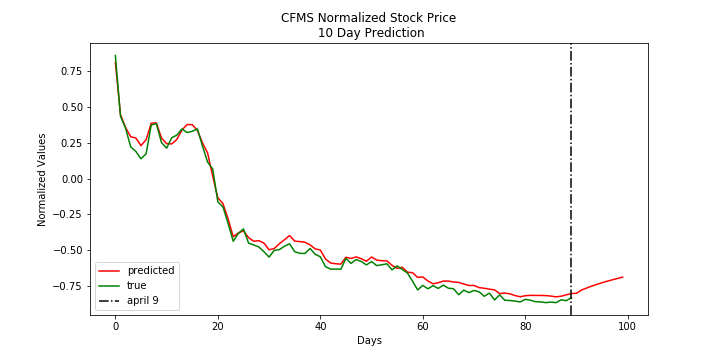 CFMS Normalized Stock Price
10 Day Prediction
Normalized Values
0.75
0.50
0.25
0.00
−0.25
−0.50
−0.75
predicted
true
april 9
0
20
40
60
80
100
Days